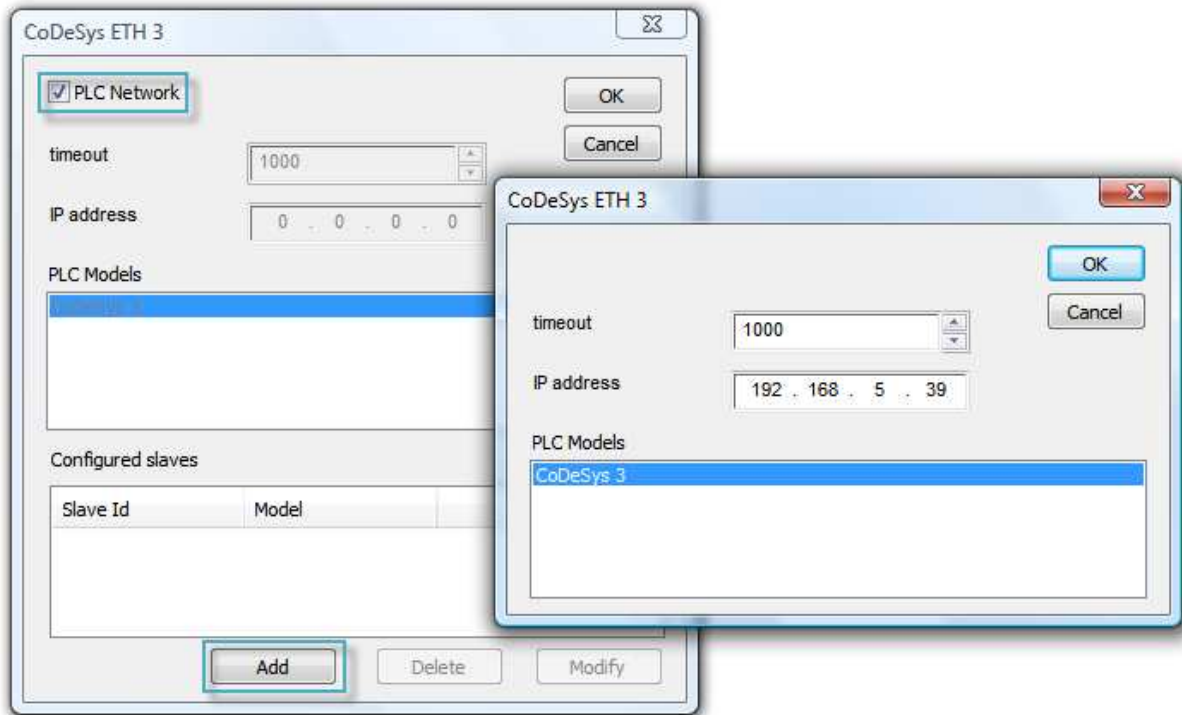 CoDeSys ETH 3
PLC Network
OK
Cancel
timeout
1000
IP address
0 . 0 . 0 . 0
PLC Models
CoDeSys 3
Configured slaves
Slave Id Model
Add Delete Modify
CoDeSys ETH 3
OK
Cancel
timeout
1000
IP address
192 . 168 . 5 . 39
PLC Models
CoDeSys 3